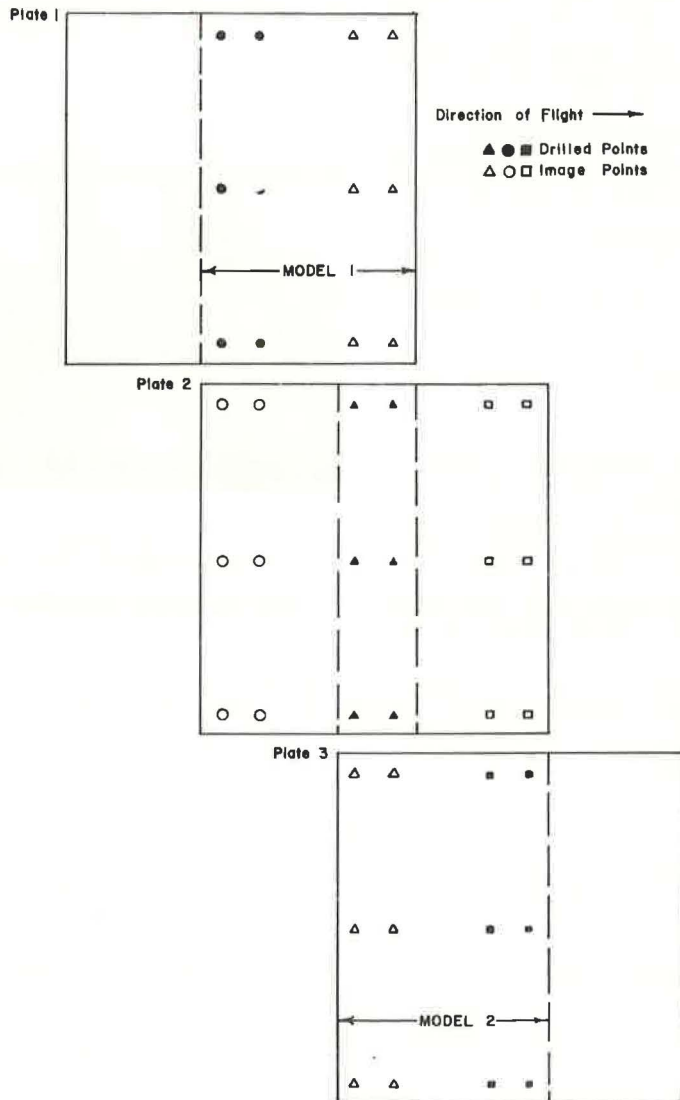 Plate 1
Direction of Flight
Drilled Points
Image Points
MODEL 1
Plate 2
Plate 3
MODEL 2